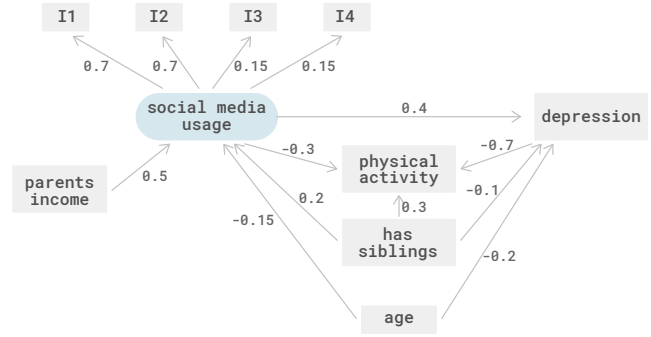 I1
I2
I3
I4
0.7
0.7
0.15
0.15
social media
usage
0.4
depression
-0.3
-0.7
physical
activity
parents
income
0.5
0.2
-0.1
0.3
-0.15
has
siblings
-0.2
age